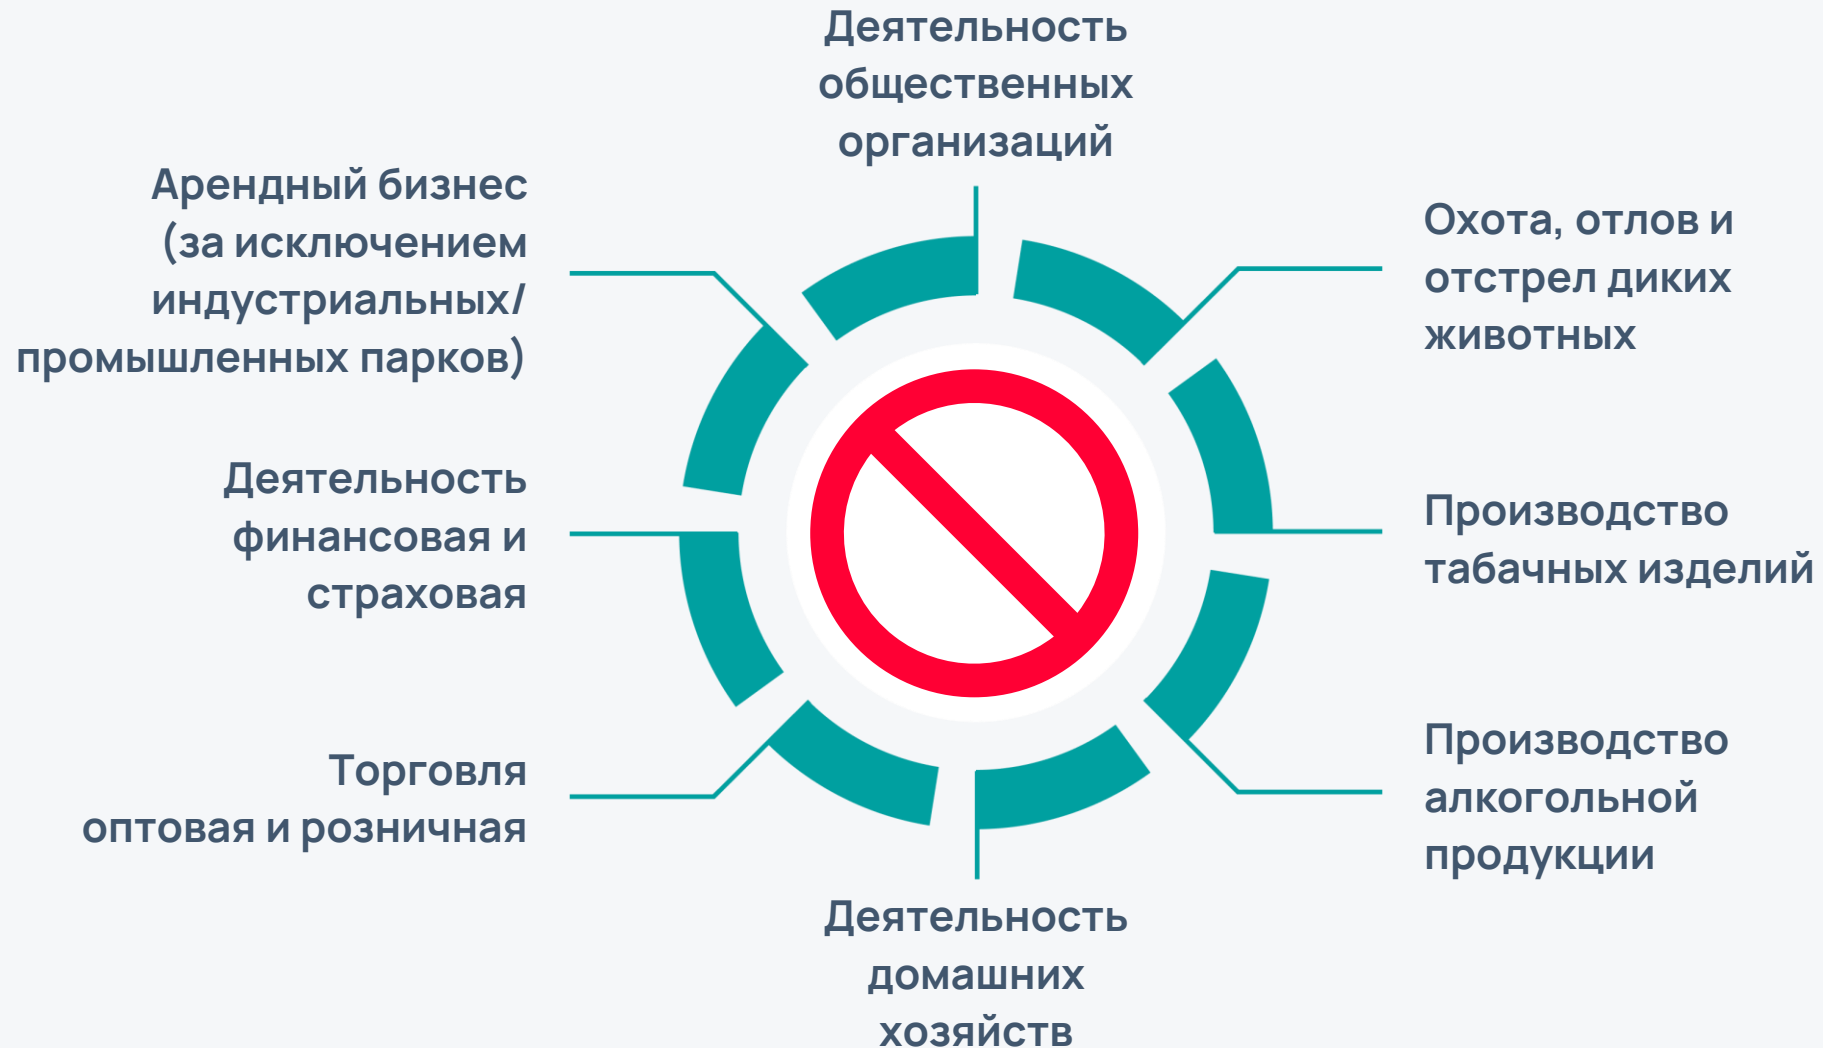 Деятельность
общественных
организаций
Арендный бизнес
(за исключением
индустриальных/
промышленных парков)
Охота, отлов и
отстрел диких
животных
Деятельность
финансовая и
страховая
Производство
табачных изделий
Торговля
оптовая и розничная
Производство
алкогольной
продукции
Деятельность
домашних
хозяйств